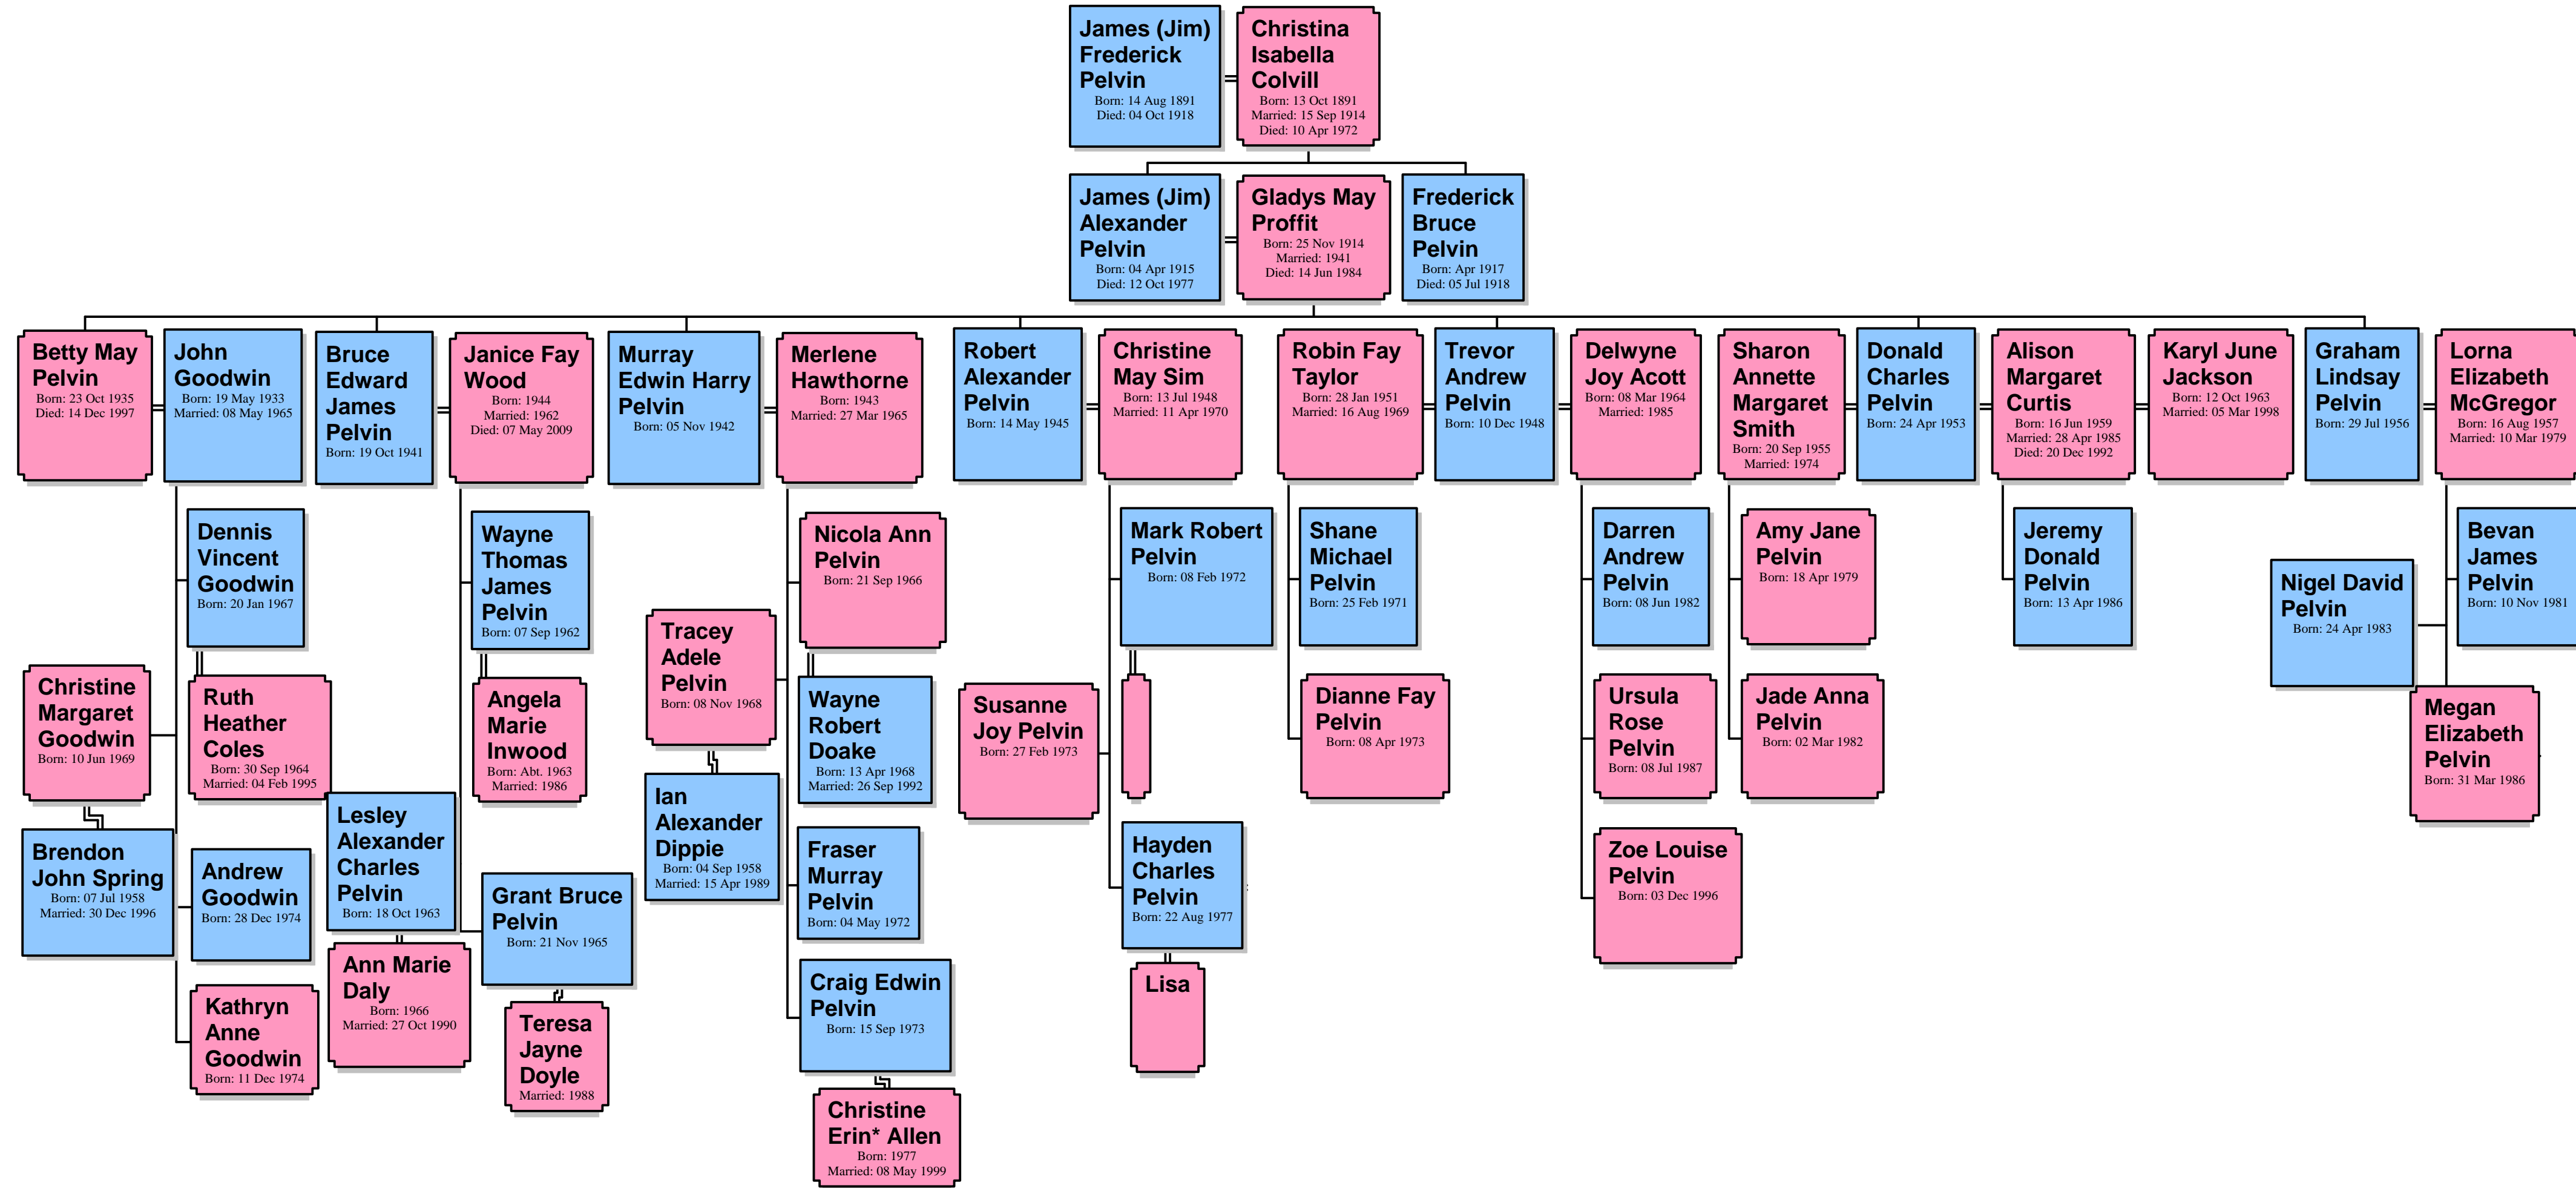 James (Jim)
Frederick
Pelvin
Born: 14 Aug 1891
Died: 04 Oct 1918
Christina
Isabella
Colvill
Born: 13 Oct 1891
Married: 15 Sep 1914
Died: 10 Apr 1972
James (Jim)
Alexander
Pelvin
Born: 04 Apr 1915
Died: 12 Oct 1977
Gladys May
Proffit
Born: 25 Nov 1914
Married: 1941
Died: 14 Jun 1984
Frederick
Bruce
Pelvin
Born: Apr 1917
Died: 05 Jul 1918
Betty May
Pelvin
Born: 23 Oct 1935
Died: 14 Dec 1997
John
Goodwin
Born: 19 May 1933
Married: 08 May 1965
Bruce
Edward
James
Pelvin
Born: 19 Oct 1941
Janice Fay
Wood
Born: 1944
Married: 1962
Died: 07 May 2009
Murray
Edwin Harry
Pelvin
Born: 05 Nov 1942
Merlene
Hawthorne
Born: 1943
Married: 27 Mar 1965
Robert
Alexander
Pelvin
Born: 14 May 1945
Christine
May Sim
Born: 13 Jul 1948
Married: 11 Apr 1970
Robin Fay
Taylor
Born: 28 Jan 1951
Married: 16 Aug 1969
Trevor
Andrew
Pelvin
Born: 10 Dec 1948
Delwyne
Joy Acott
Born: 08 Mar 1964
Married: 1985
Sharon
Annette
Margaret
Smith
Born: 20 Sep 1955
Married: 1974
Donald
Charles
Pelvin
Born: 24 Apr 1953
Alison
Margaret
Curtis
Born: 16 Jun 1959
Married: 28 Apr 1985
Died: 20 Dec 1992
Karyl June
Jackson
Born: 12 Oct 1963
Married: 05 Mar 1998
Graham
Lindsay
Pelvin
Born: 29 Jul 1956
Lorna
Elizabeth
McGregor
Born: 16 Aug 1957
Married: 10 Mar 1979
Dennis
Vincent
Goodwin
Born: 20 Jan 1967
Wayne
Thomas
James
Pelvin
Born: 07 Sep 1962
Nicola Ann
Pelvin
Born: 21 Sep 1966
Mark Robert
Pelvin
Born: 08 Feb 1972
Shane
Michael
Pelvin
Born: 25 Feb 1971
Darren
Andrew
Pelvin
Born: 08 Jun 1982
Amy Jane
Pelvin
Born: 18 Apr 1979
Jeremy
Donald
Pelvin
Born: 13 Apr 1986
Nigel David
Pelvin
Born: 24 Apr 1983
Bevan
James
Pelvin
Born: 10 Nov 1981
Christine
Margaret
Goodwin
Born: 10 Jun 1969
Ruth
Heather
Coles
Born: 30 Sep 1964
Married: 04 Feb 1995
Angela
Marie
Inwood
Born: Abt. 1963
Married: 1986
Tracey
Adele
Pelvin
Born: 08 Nov 1968
Wayne
Robert
Doake
Born: 13 Apr 1968
Married: 26 Sep 1992
Susanne
Joy Pelvin
Born: 27 Feb 1973
Dianne Fay
Pelvin
Born: 08 Apr 1973
Ursula
Rose
Pelvin
Born: 08 Jul 1987
Jade Anna
Pelvin
Born: 02 Mar 1982
Megan
Elizabeth
Pelvin
Born: 31 Mar 1986
Brendon
John Spring
Born: 07 Jul 1958
Married: 30 Dec 1996
Andrew
Goodwin
Born: 28 Dec 1974
Lesley
Alexander
Charles
Pelvin
Born: 18 Oct 1963
Grant Bruce
Pelvin
Born: 21 Nov 1965
Ian
Alexander
Dippie
Born: 04 Sep 1958
Married: 15 Apr 1989
Fraser
Murray
Pelvin
Born: 04 May 1972
Hayden
Charles
Pelvin
Born: 22 Aug 1977
Zoe Louise
Pelvin
Born: 03 Dec 1996
Kathryn
Anne
Goodwin
Born: 11 Dec 1974
Ann Marie
Daly
Born: 1966
Married: 27 Oct 1990
Teresa
Jayne
Doyle
Married: 1988
Craig Edwin
Pelvin
Born: 15 Sep 1973
Lisa
Christine
Erin* Allen
Born: 1977
Married: 08 May 1999